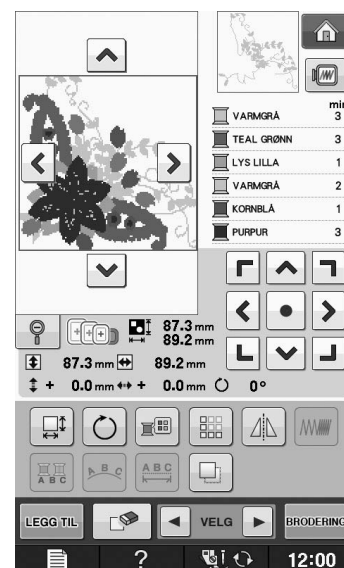 min
VARMGRÅ 3
TEAL GRØNN 3
LYS LILLA 1
VARMGRÅ 2
KORNBLÅ 1
PURPUR 3
87.3 mm
89.2 mm
87.3 mm 89.2 mm
+ 0.0 mm + 0.0 mm 0°
A B C A B C A B C
LEGG TIL VELG BRODERING
? 12:00